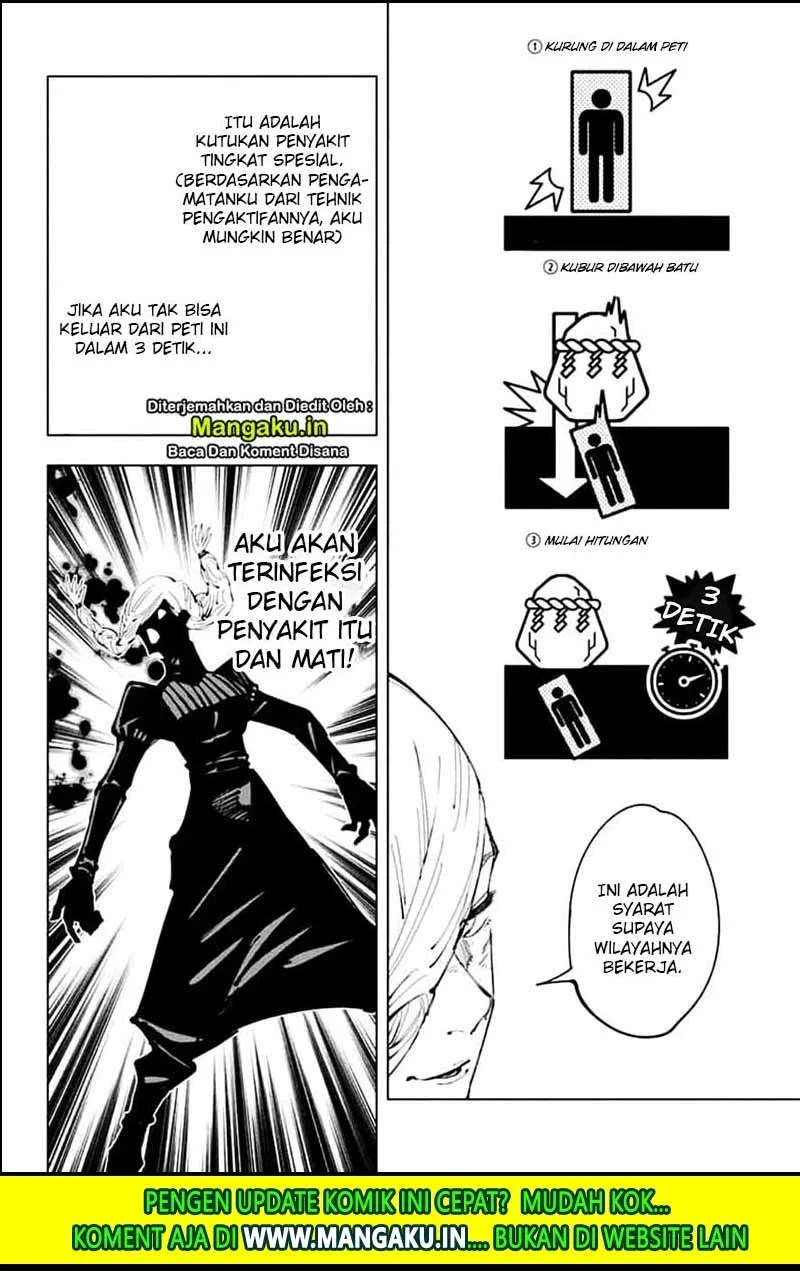 ① KURUNG DI DALAM PETI
② KUBUR DIBAWAH BATU
③ MULAI HITUNGAN
3
DETIK
INI ADALAH
SYARAT
SUPAYA
WILAYAHNYA
BEKERJA.
ITU ADALAH
KUTUKAN PENYAKIT
TINGKAT SPESIAL.
(BERDASARKAN PENGA-
MATANKU DARI TEHNIK
PENGAKTIFANNYA, AKU
MUNGKIN BENAR)
JIKA AKU TAK BISA
KELUAR DARI PETI INI
DALAM 3 DETIK...
Diterjemahkan dan Diedit Oleh :
Mangaku.in
Baca Dan Koment Disana
AKU AKAN
TERINFEKSI
DENGAN
PENYAKIT ITU
DAN MATI!
PENGEN UPDATE KOMIK INI CEPAT? MUDAH KOK...
KOMENT AJA DI WWW.MANGAKU.IN.... BUKAN DI WEBSITE LAIN